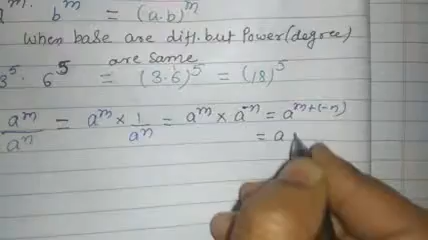 a^m. b^m = (a.b)^m
When base are diff. but Power(degree)
are same
3^5. 6^5 = (3.6)^5 = (18)^5
a^m/a^n = a^m × 1/a^n = a^m × a^-n = a^m+(-n)
= a